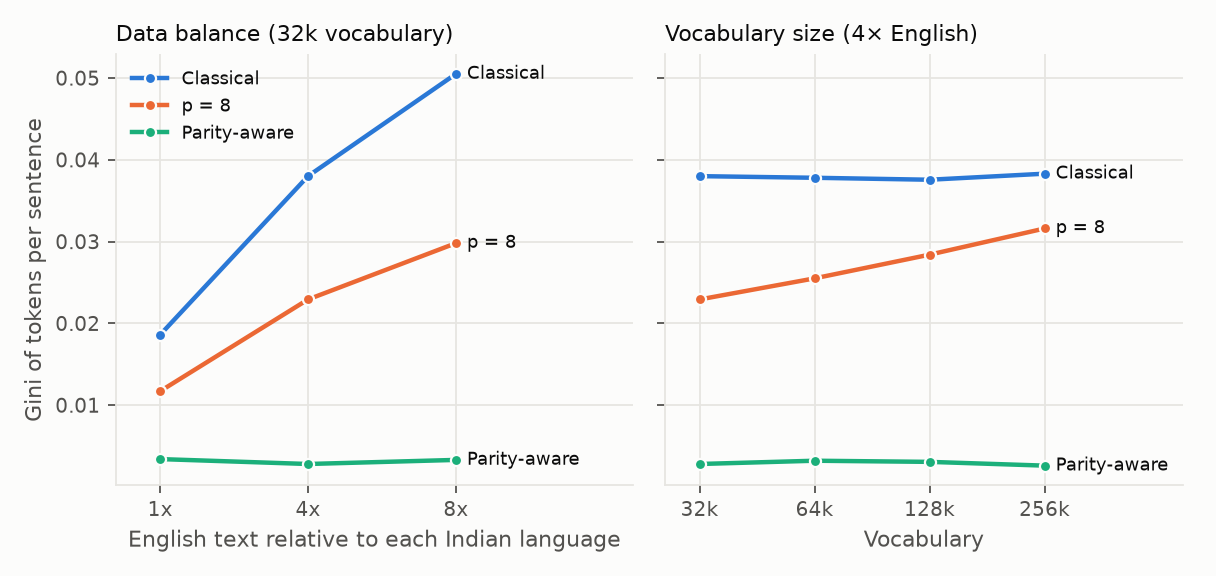 Data balance (32k vocabulary)
Classical
p = 8
Parity-aware
Classical
p = 8
Parity-aware
0.05
0.04
0.03
0.02
0.01
Gini of tokens per sentence
1x
4x
8x
English text relative to each Indian language
Vocabulary size (4× English)
Classical
p = 8
Parity-aware
32k
64k
128k
256k
Vocabulary